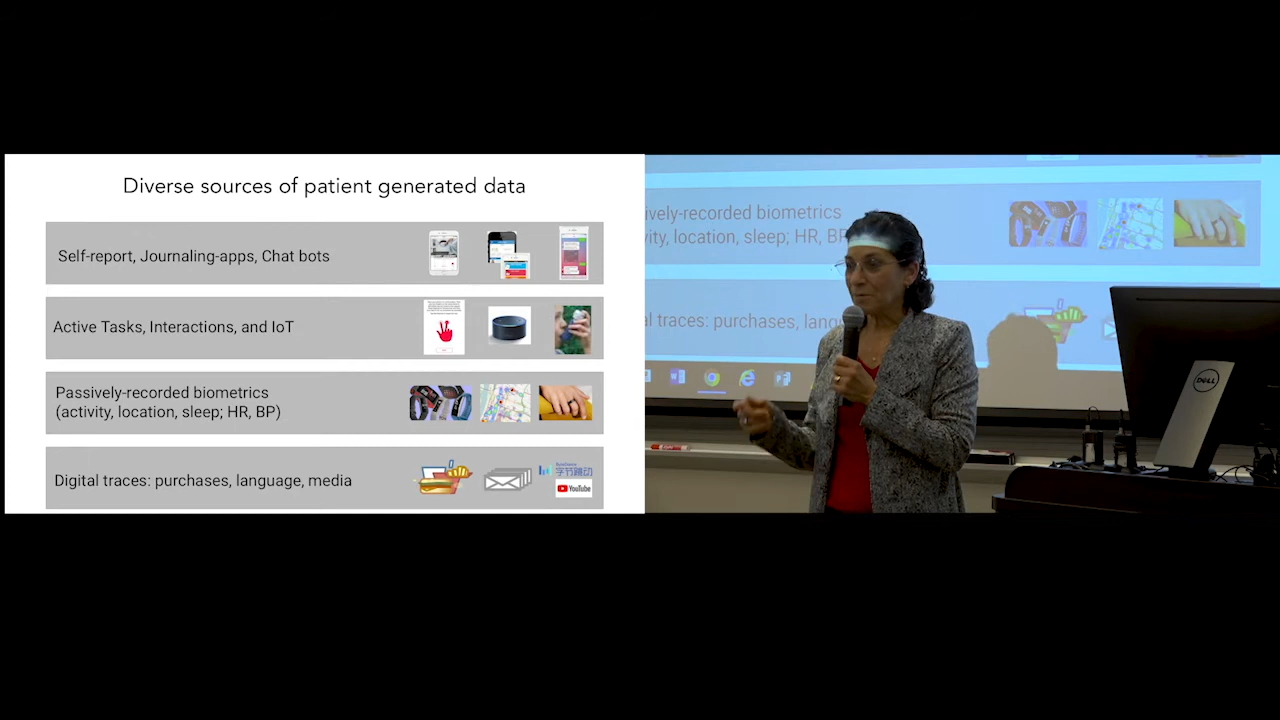 Diverse sources of patient generated data
Self-report, Journaling-apps, Chat bots
Active Tasks, Interactions, and IoT
Passively-recorded biometrics
(activity, location, sleep; HR, BP)
Digital traces: purchases, language, media
ByteDance
字节跳动
YouTube
ively-recorded biometrics
vity, location, sleep; HR, BP
l traces: purchases, lang
DELL